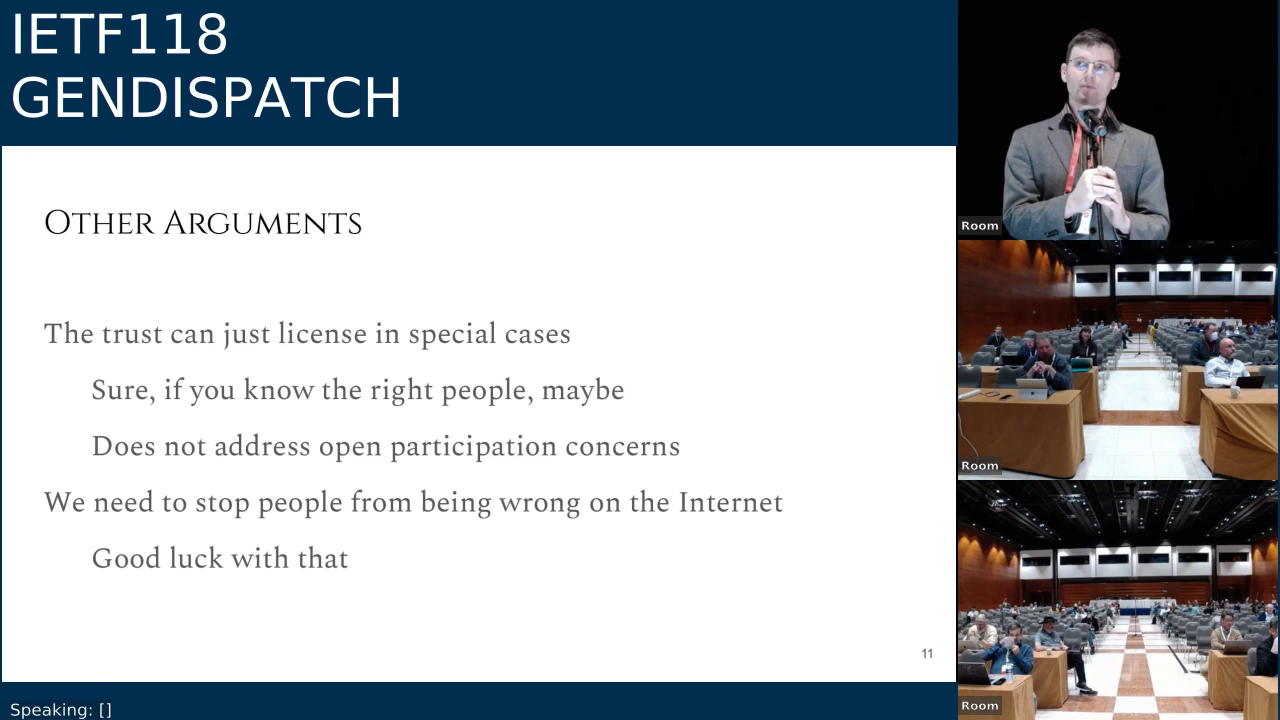 IETF118
GENDISPATCH
Other Arguments
The trust can just license in special cases
Sure, if you know the right people, maybe
Does not address open participation concerns
We need to stop people from being wrong on the Internet
Good luck with that
11
Speaking: []
Room
Room
Room